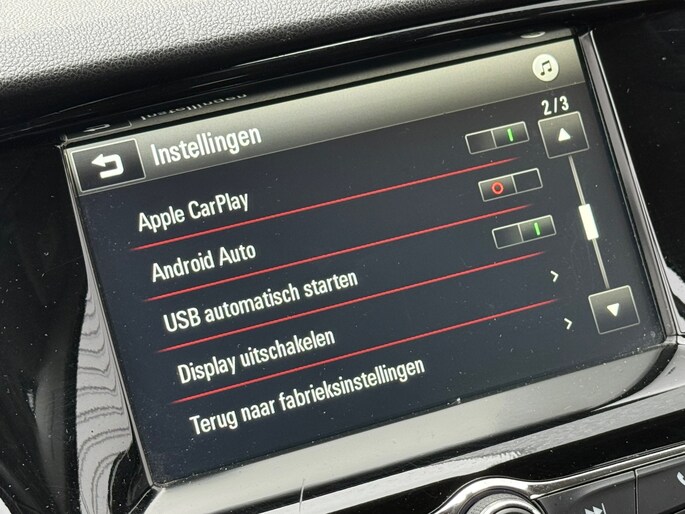 Instellingen
2/3
Apple CarPlay
Android Auto
USB automatisch starten
Display uitschakelen
Terug naar fabrieksinstellingen